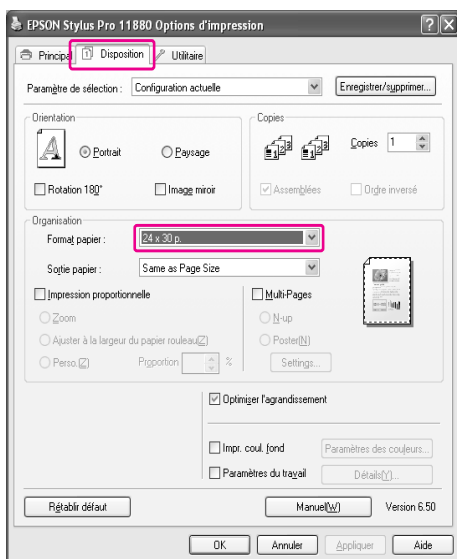 EPSON Stylus Pro 11880 Options d'impression
Principal Disposition Utilitaire
Paramètre de sélection : Configuration actuelle Enregistrer/supprimer...
Orientation
Portrait Paysage
Rotation 180° Image miroir
Copies
Copies 1
Assemblées Ordre inversé
Organisation
Format papier : 24 x 30 p.
Sortie papier : Same as Page Size
Impression proportionnelle
Zoom
Ajuster à la largeur du papier rouleau(Z)
Perso.(Z) Proportion %
Multi-Pages
N-up
Poster(N)
Settings...
Optimiser l'agrandissement
Impr. coul. fond Paramètres des couleurs...
Paramètres du travail Détails(Y)...
Rétablir défaut Manuel(W) Version 6.50
OK Annuler Appliquer Aide